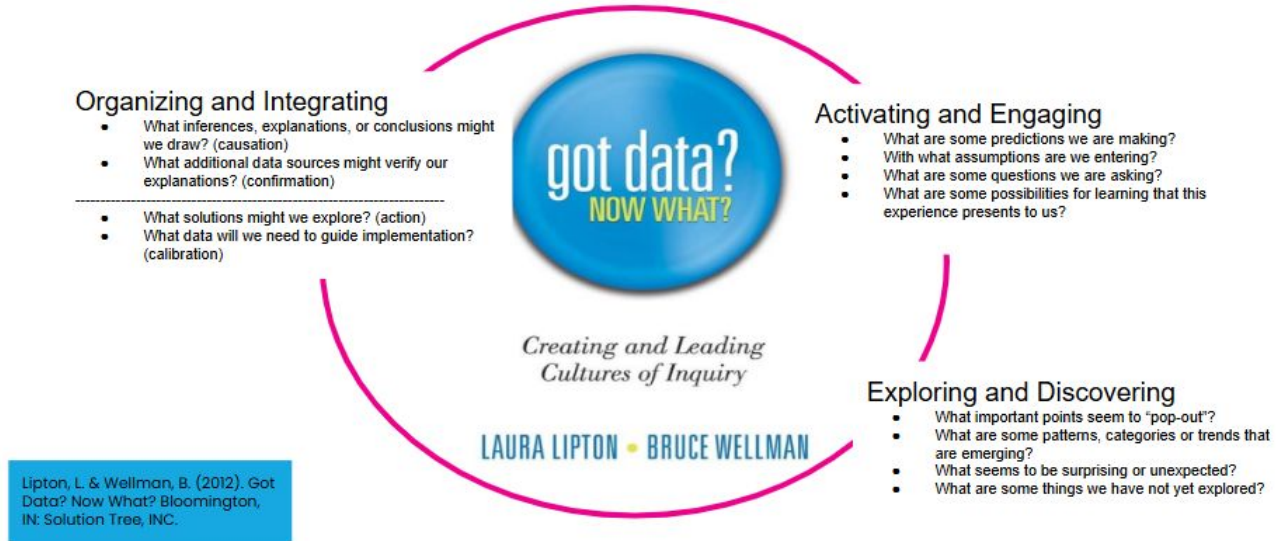 Organizing and Integrating
• What inferences, explanations, or conclusions might
we draw? (causation)
• What additional data sources might verify our
explanations? (confirmation)
--------------------------------------------------------------------------
• What solutions might we explore? (action)
• What data will we need to guide implementation?
(calibration)
got data?
NOW WHAT?
Creating and Leading
Cultures of Inquiry
LAURA LIPTON • BRUCE WELLMAN
Activating and Engaging
• What are some predictions we are making?
• With what assumptions are we entering?
• What are some questions we are asking?
• What are some possibilities for learning that this
experience presents to us?
Exploring and Discovering
• What important points seem to “pop-out”?
• What are some patterns, categories or trends that
are emerging?
• What seems to be surprising or unexpected?
• What are some things we have not yet explored?
Lipton, L. & Wellman, B. (2012). Got
Data? Now What? Bloomington,
IN: Solution Tree, INC.